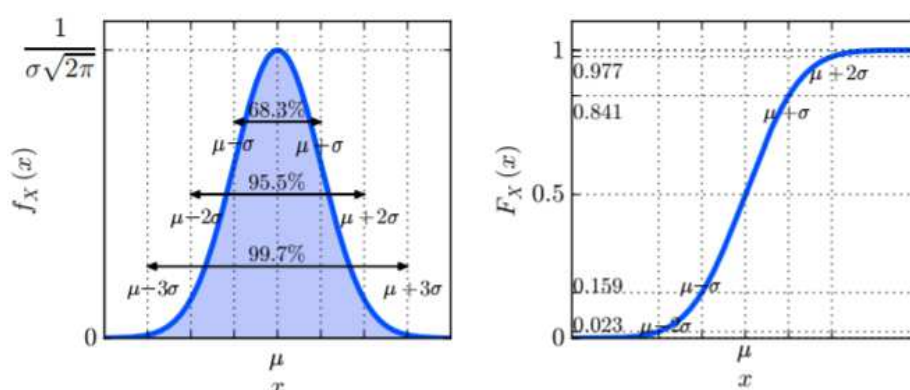 1
σ√2π
f_X (x)
68.3%
μ−σ
μ+σ
95.5%
μ−2σ
μ+2σ
99.7%
μ−3σ
μ+3σ
0
μ
x
F_X (x)
1
0.977
0.841
0.5
0.159
0.023
0
μ+2σ
μ+σ
μ−σ
μ−2σ
μ
x